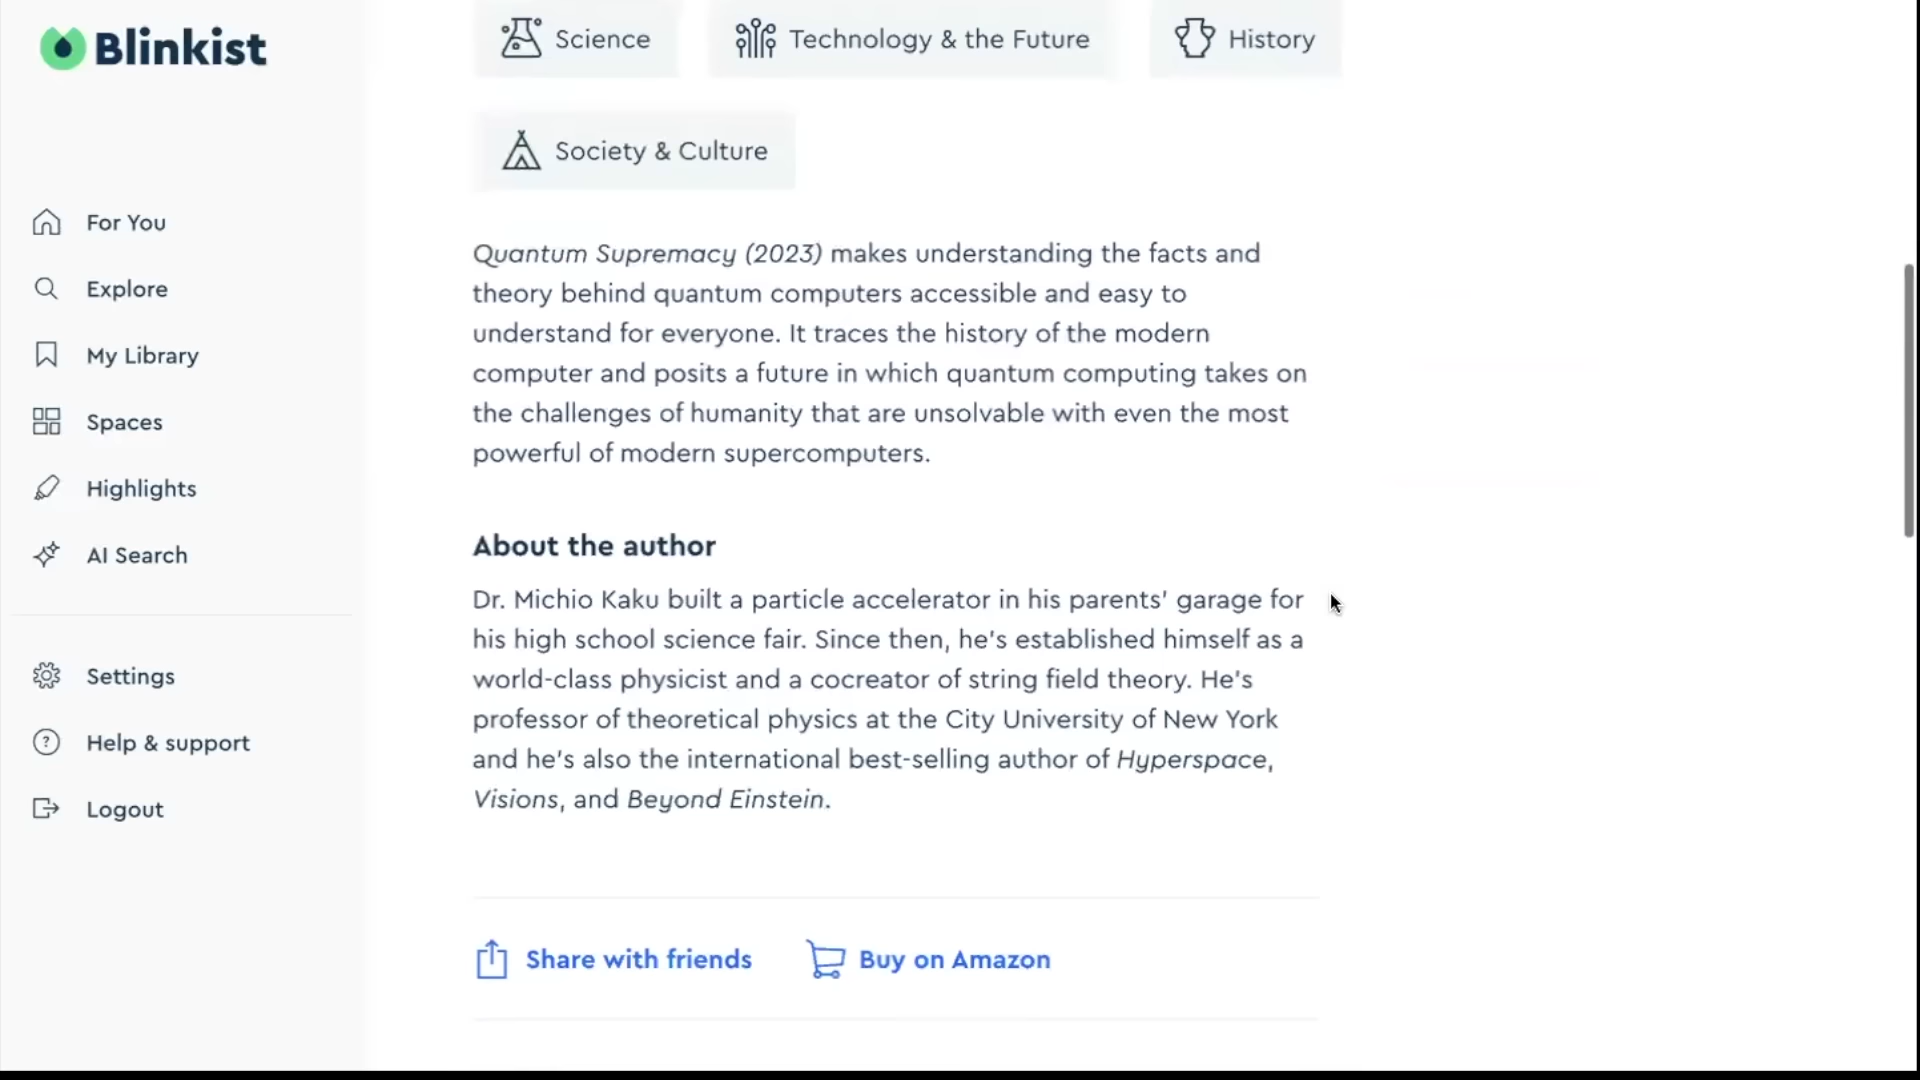 Blinkist
For You
Explore
My Library
Spaces
Highlights
AI Search
Settings
Help & support
Logout
Science
Technology & the Future
History
Society & Culture
Quantum Supremacy (2023) makes understanding the facts and
theory behind quantum computers accessible and easy to
understand for everyone. It traces the history of the modern
computer and posits a future in which quantum computing takes on
the challenges of humanity that are unsolvable with even the most
powerful of modern supercomputers.
About the author
Dr. Michio Kaku built a particle accelerator in his parents' garage for
his high school science fair. Since then, he's established himself as a
world-class physicist and a cocreator of string field theory. He's
professor of theoretical physics at the City University of New York
and he's also the international best-selling author of Hyperspace,
Visions, and Beyond Einstein.
Share with friends
Buy on Amazon